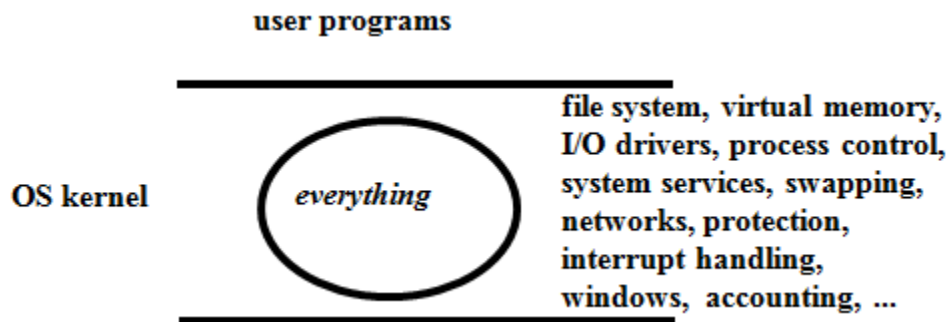 user programs
OS kernel
everything
file system, virtual memory,
I/O drivers, process control,
system services, swapping,
networks, protection,
interrupt handling,
windows, accounting, ...